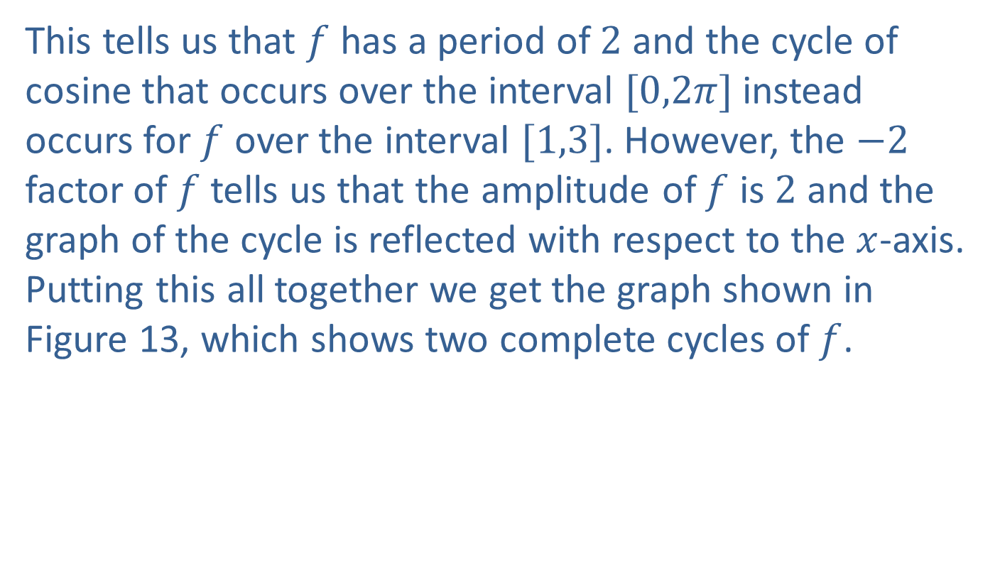 This tells us that 𝑓 has a period of 2 and the cycle of
cosine that occurs over the interval [0,2𝜋] instead
occurs for 𝑓 over the interval [1,3]. However, the −2
factor of 𝑓 tells us that the amplitude of 𝑓 is 2 and the
graph of the cycle is reflected with respect to the 𝑥-axis.
Putting this all together we get the graph shown in
Figure 13, which shows two complete cycles of 𝑓.